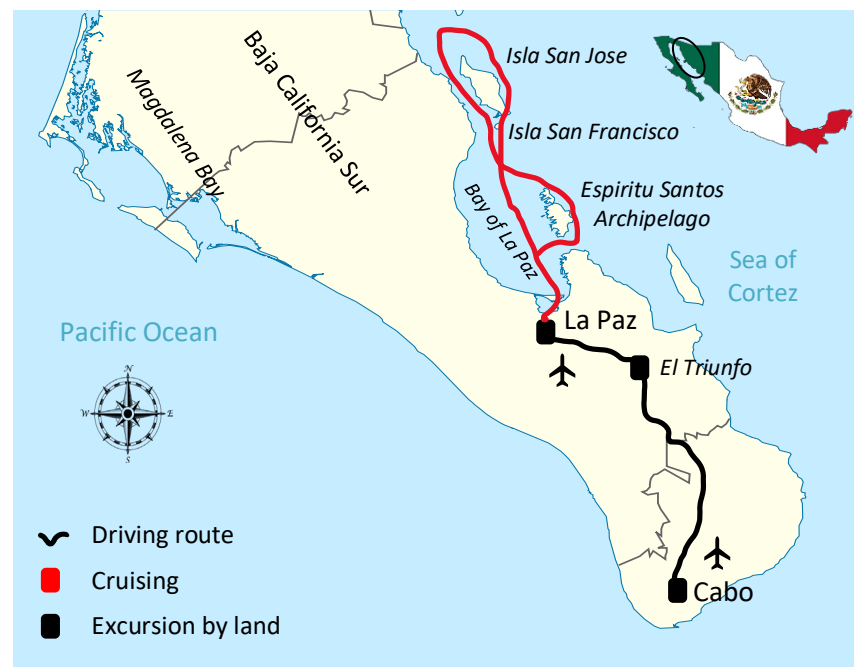 Isla San Jose
Baja California Sur
Magdalena Bay
Isla San Francisco
Espiritu Santos
Archipelago
Bay of La Paz
Sea of
Cortez
La Paz
Pacific Ocean
El Triunfo
N
W
E
S
Driving route
Cruising
Cabo
Excursion by land